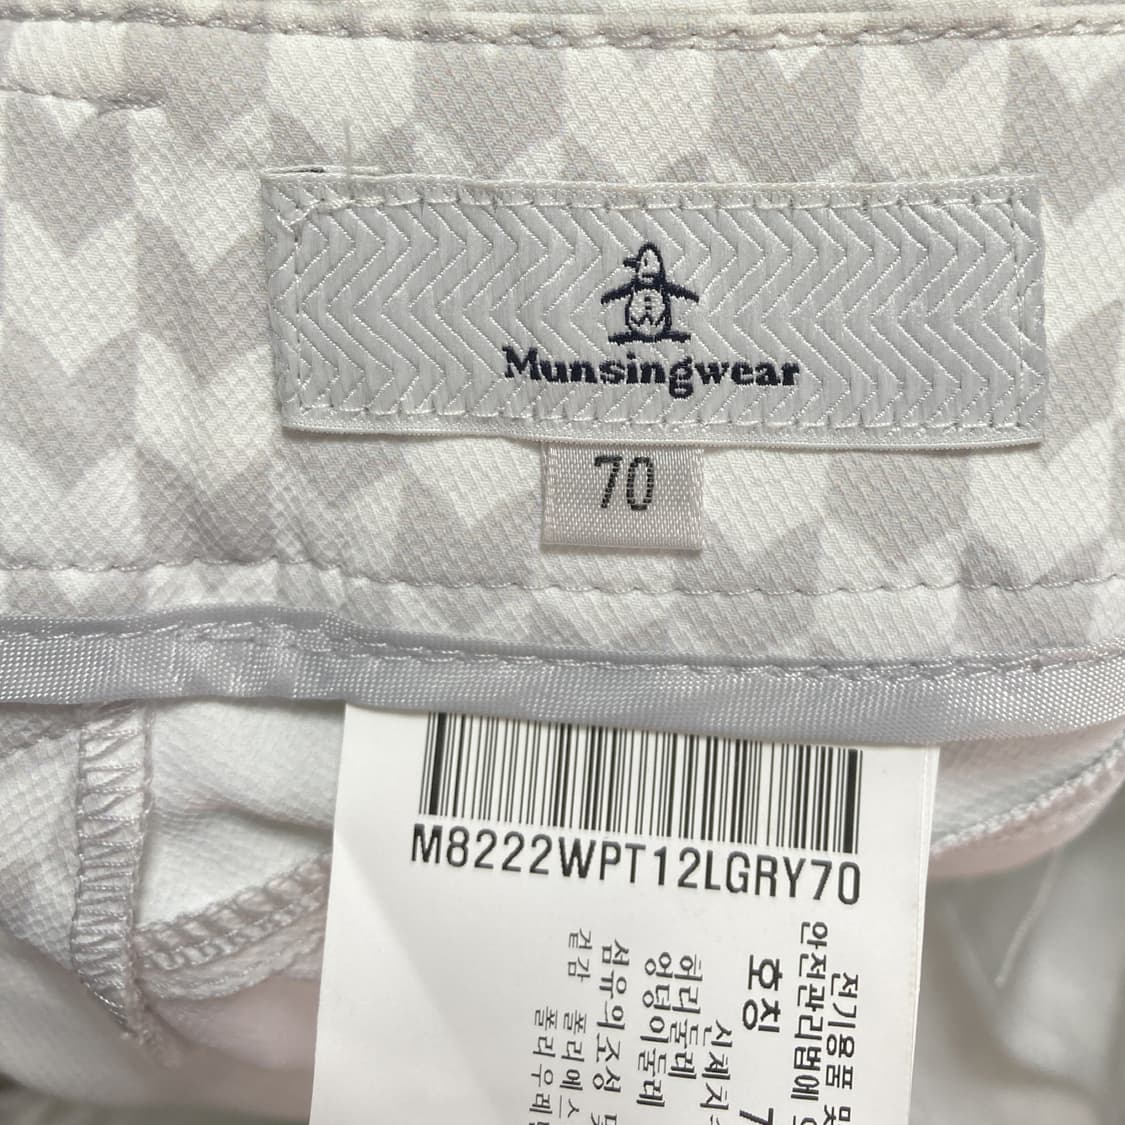 Munsingwear
70
M8222WPT12LGRY70
전기용품 및
안전관리법에
호칭 7
신체치
허리둘레
엉덩이둘레
섬유의조성 및
겉감 폴리에스
폴리우레